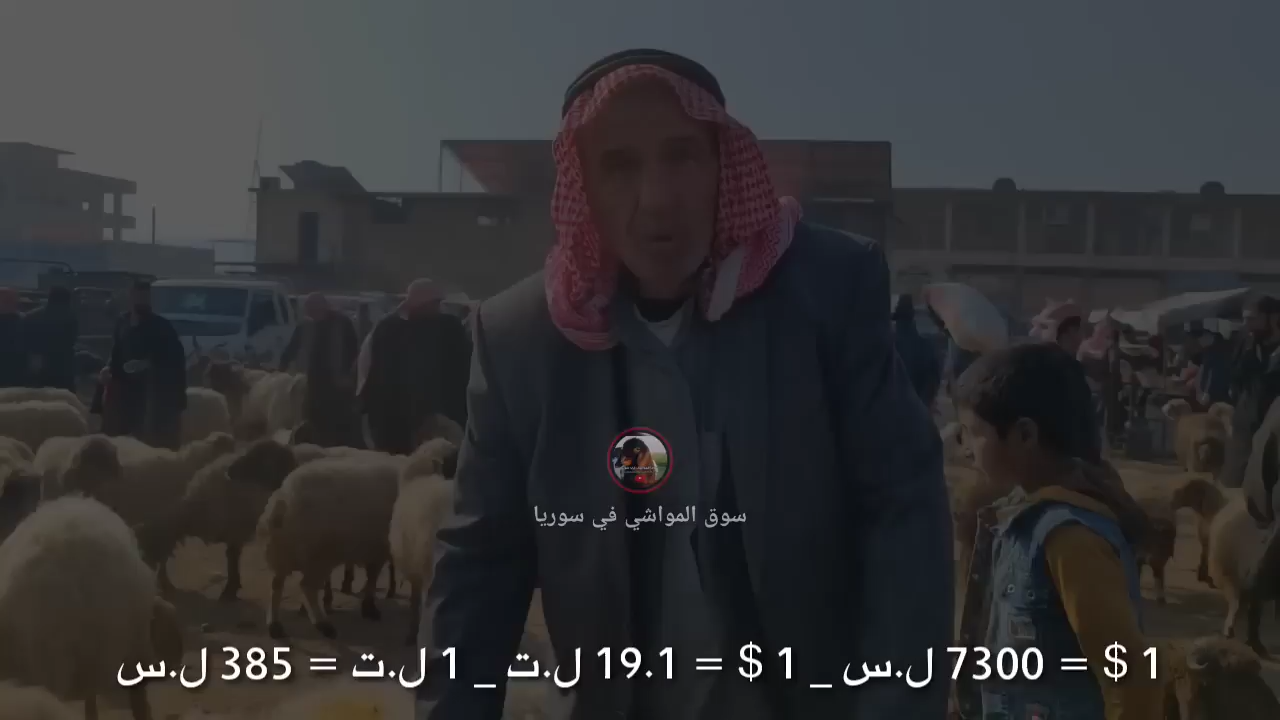 سوق المواشي في سوريا
1 $ = 7300 ل.س _ 1 $ = 19.1 ل.ت _ 1 ل.ت = 385 ل.س